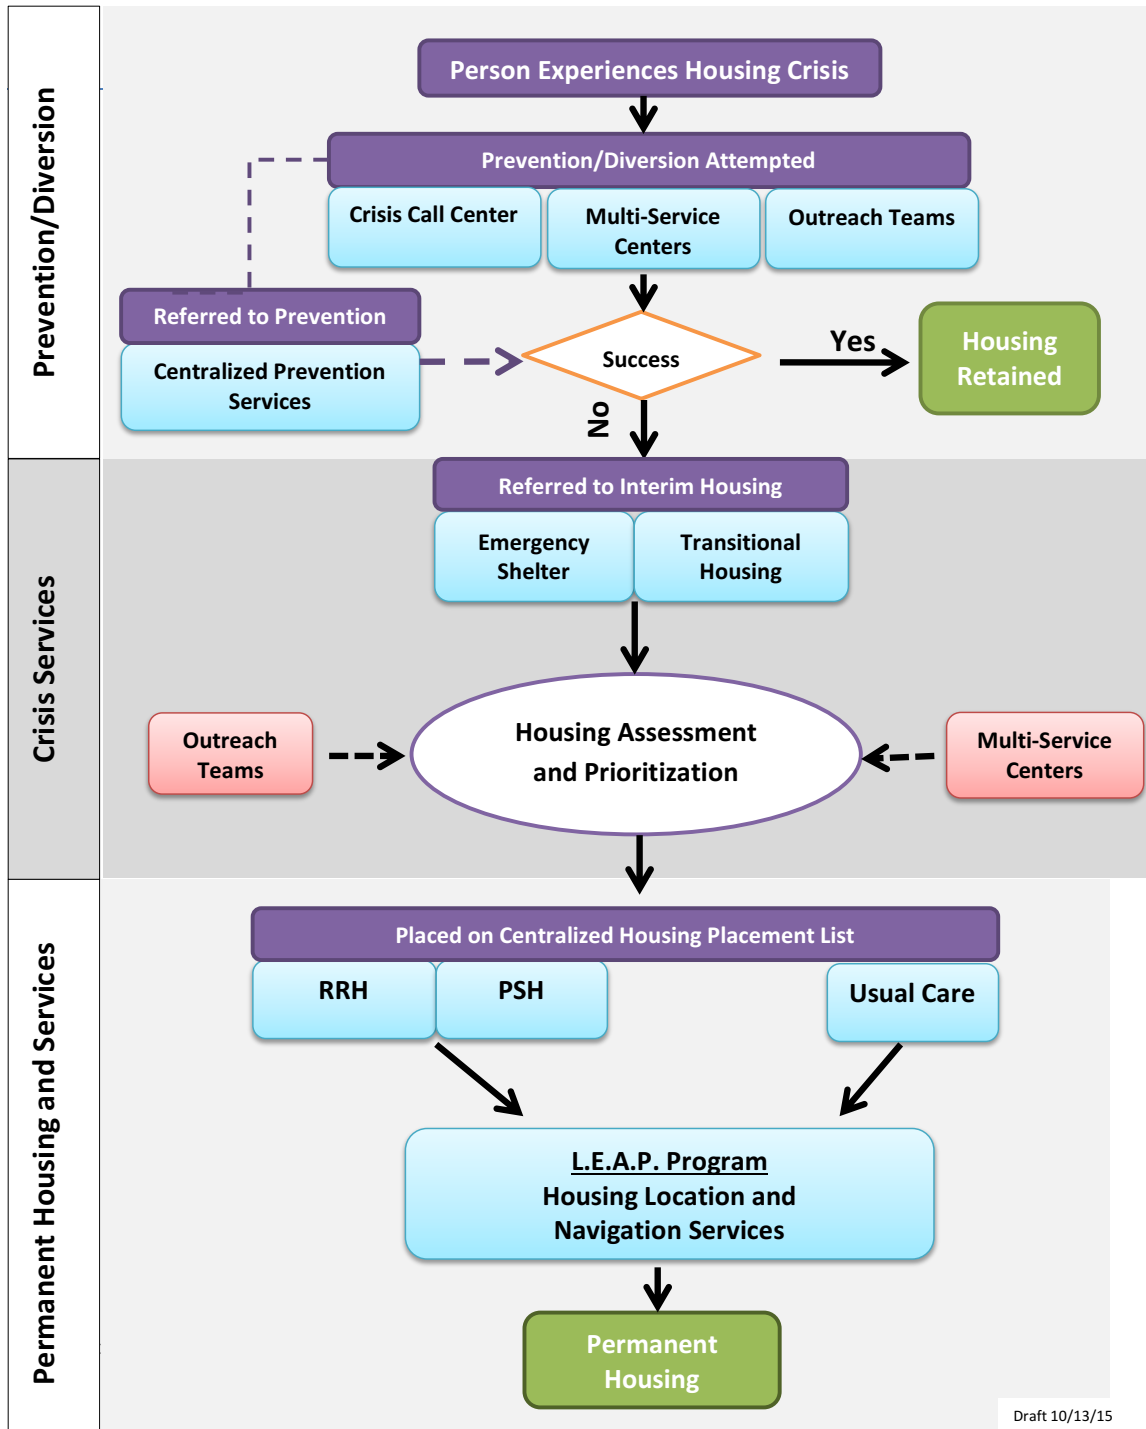 Prevention/Diversion
Person Experiences Housing Crisis
Prevention/Diversion Attempted
Crisis Call Center
Multi-Service
Centers
Outreach Teams
Referred to Prevention
Centralized Prevention
Services
Success
Yes
Housing
Retained
No
Crisis Services
Referred to Interim Housing
Emergency
Shelter
Transitional
Housing
Outreach
Teams
Housing Assessment
and Prioritization
Multi-Service
Centers
Permanent Housing and Services
Placed on Centralized Housing Placement List
RRH
PSH
Usual Care
L.E.A.P. Program
Housing Location and
Navigation Services
Permanent
Housing
Draft 10/13/15